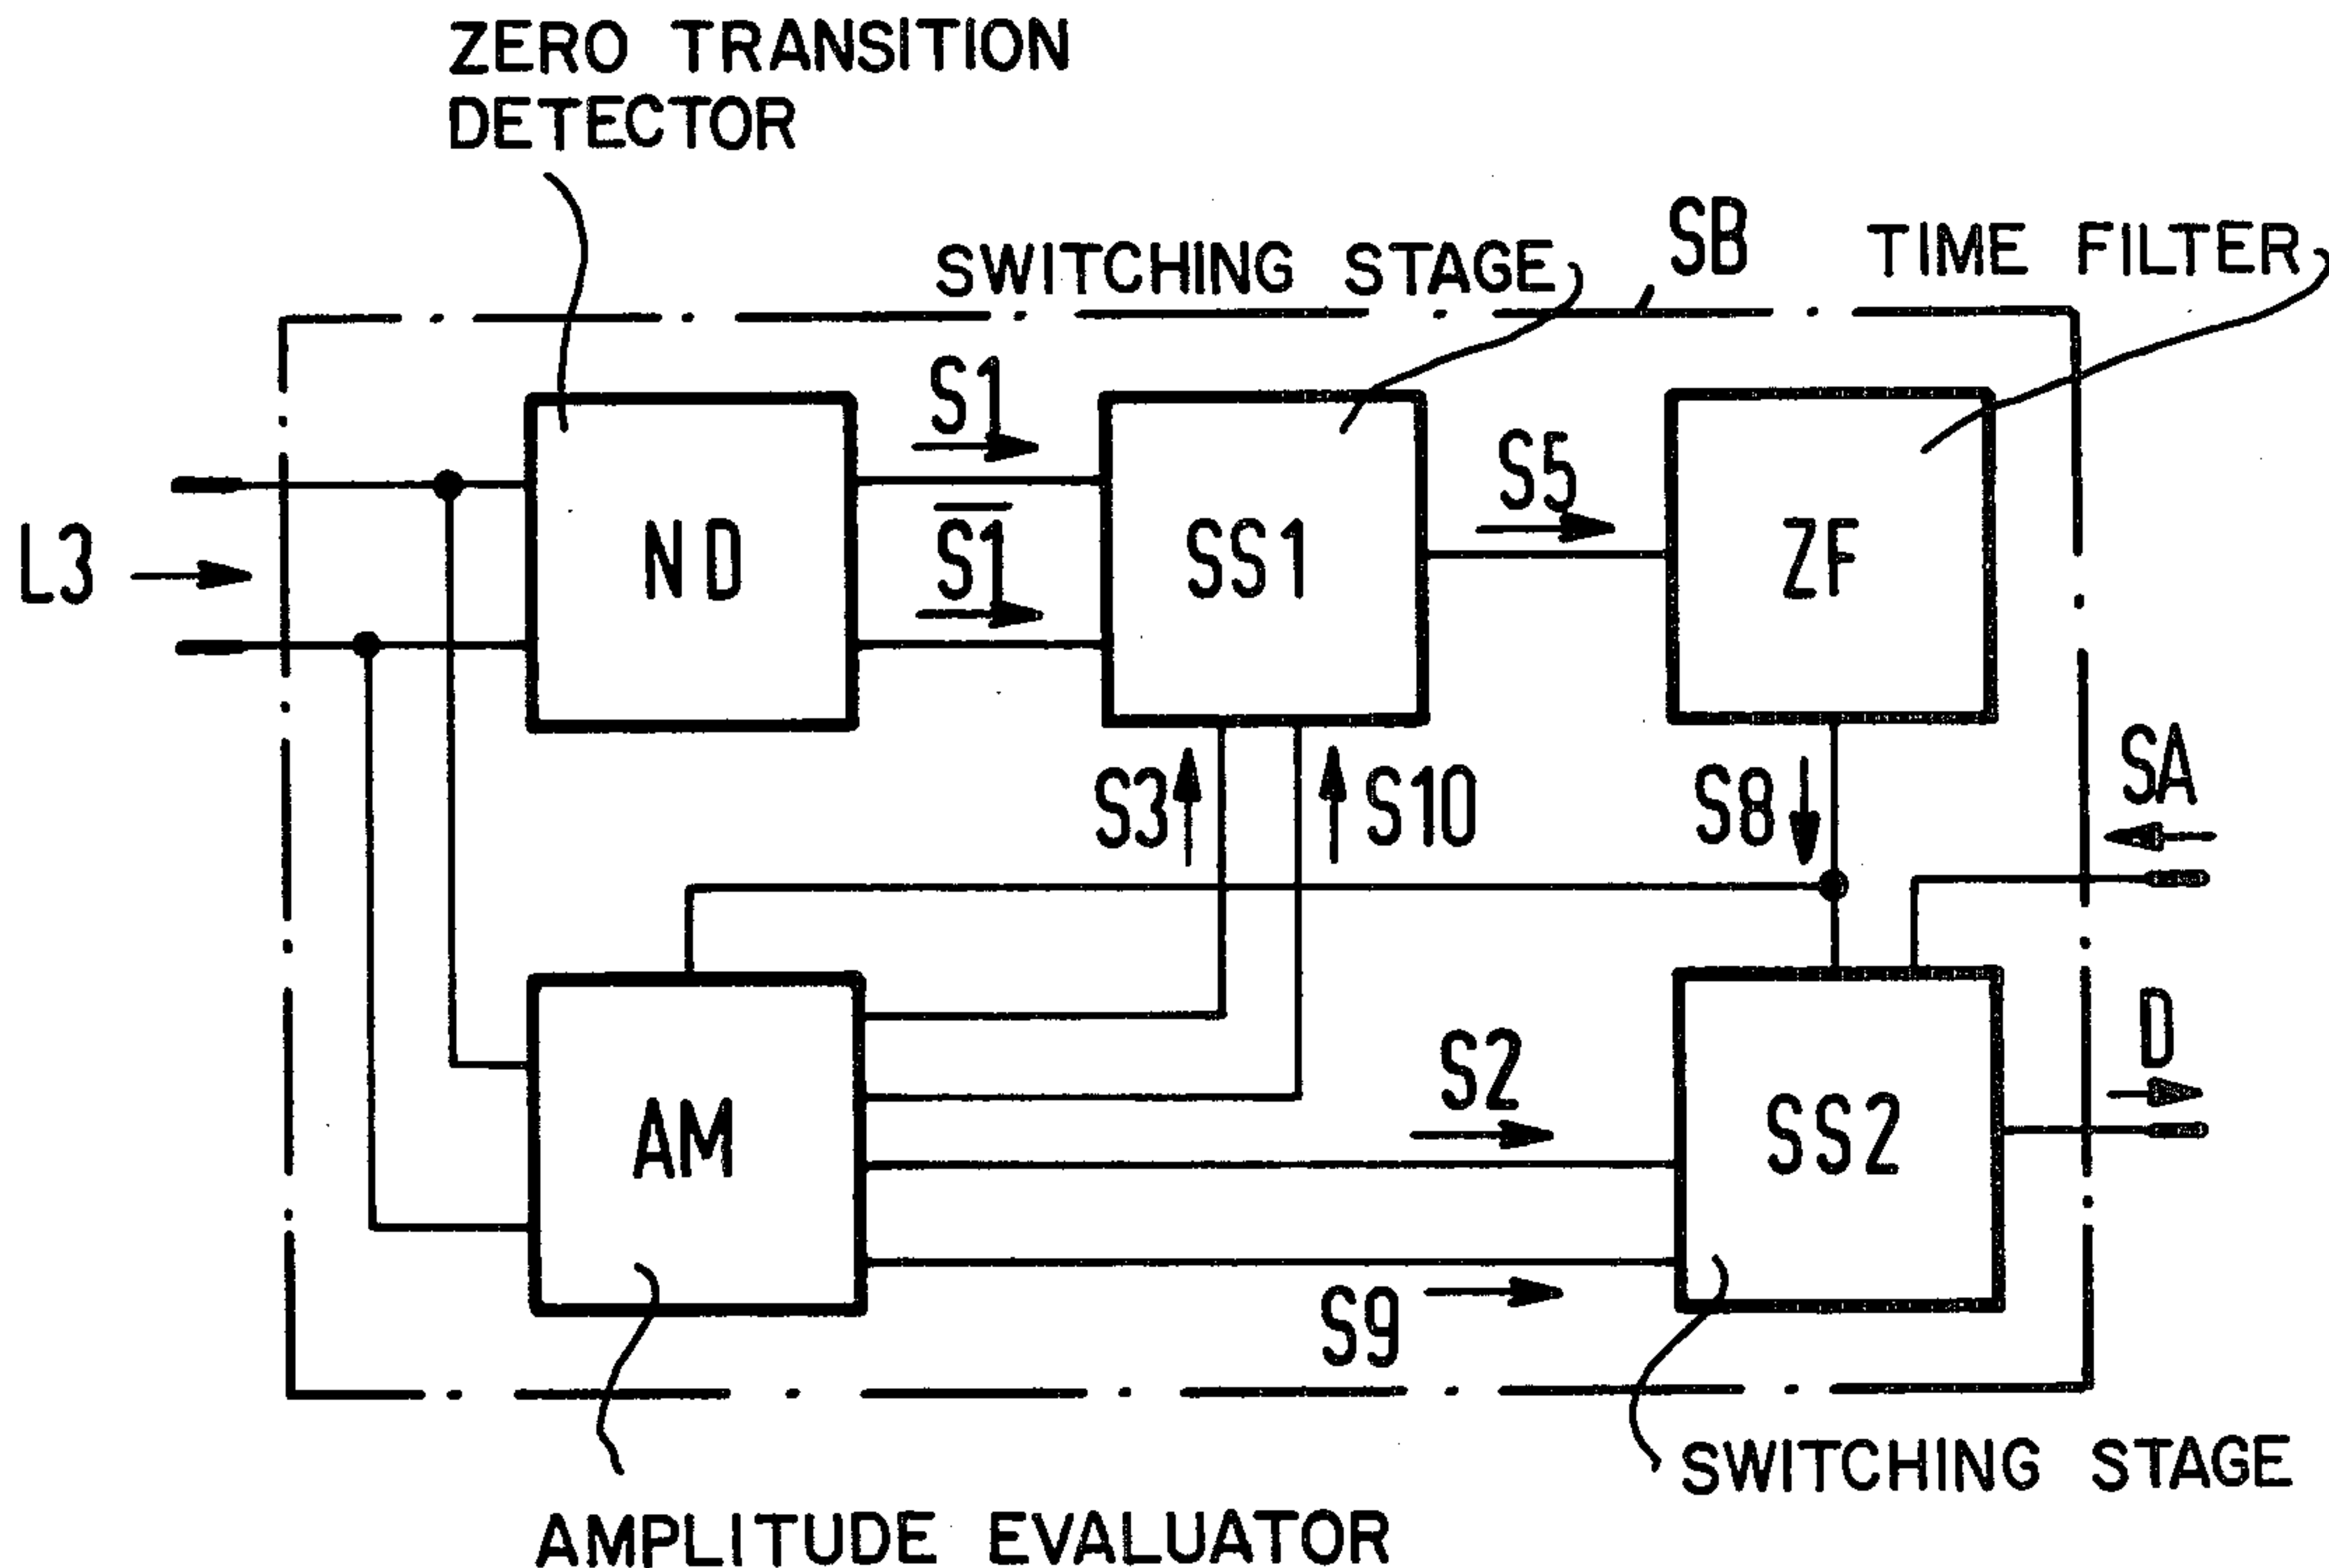 ZERO TRANSITION
DETECTOR
SWITCHING STAGE
SB
TIME FILTER
S1
S5
L3
ND
S̅1̅
SS1
ZF
S3
S10
S8
SA
AM
S2
SS2
D
S9
SWITCHING STAGE
AMPLITUDE EVALUATOR